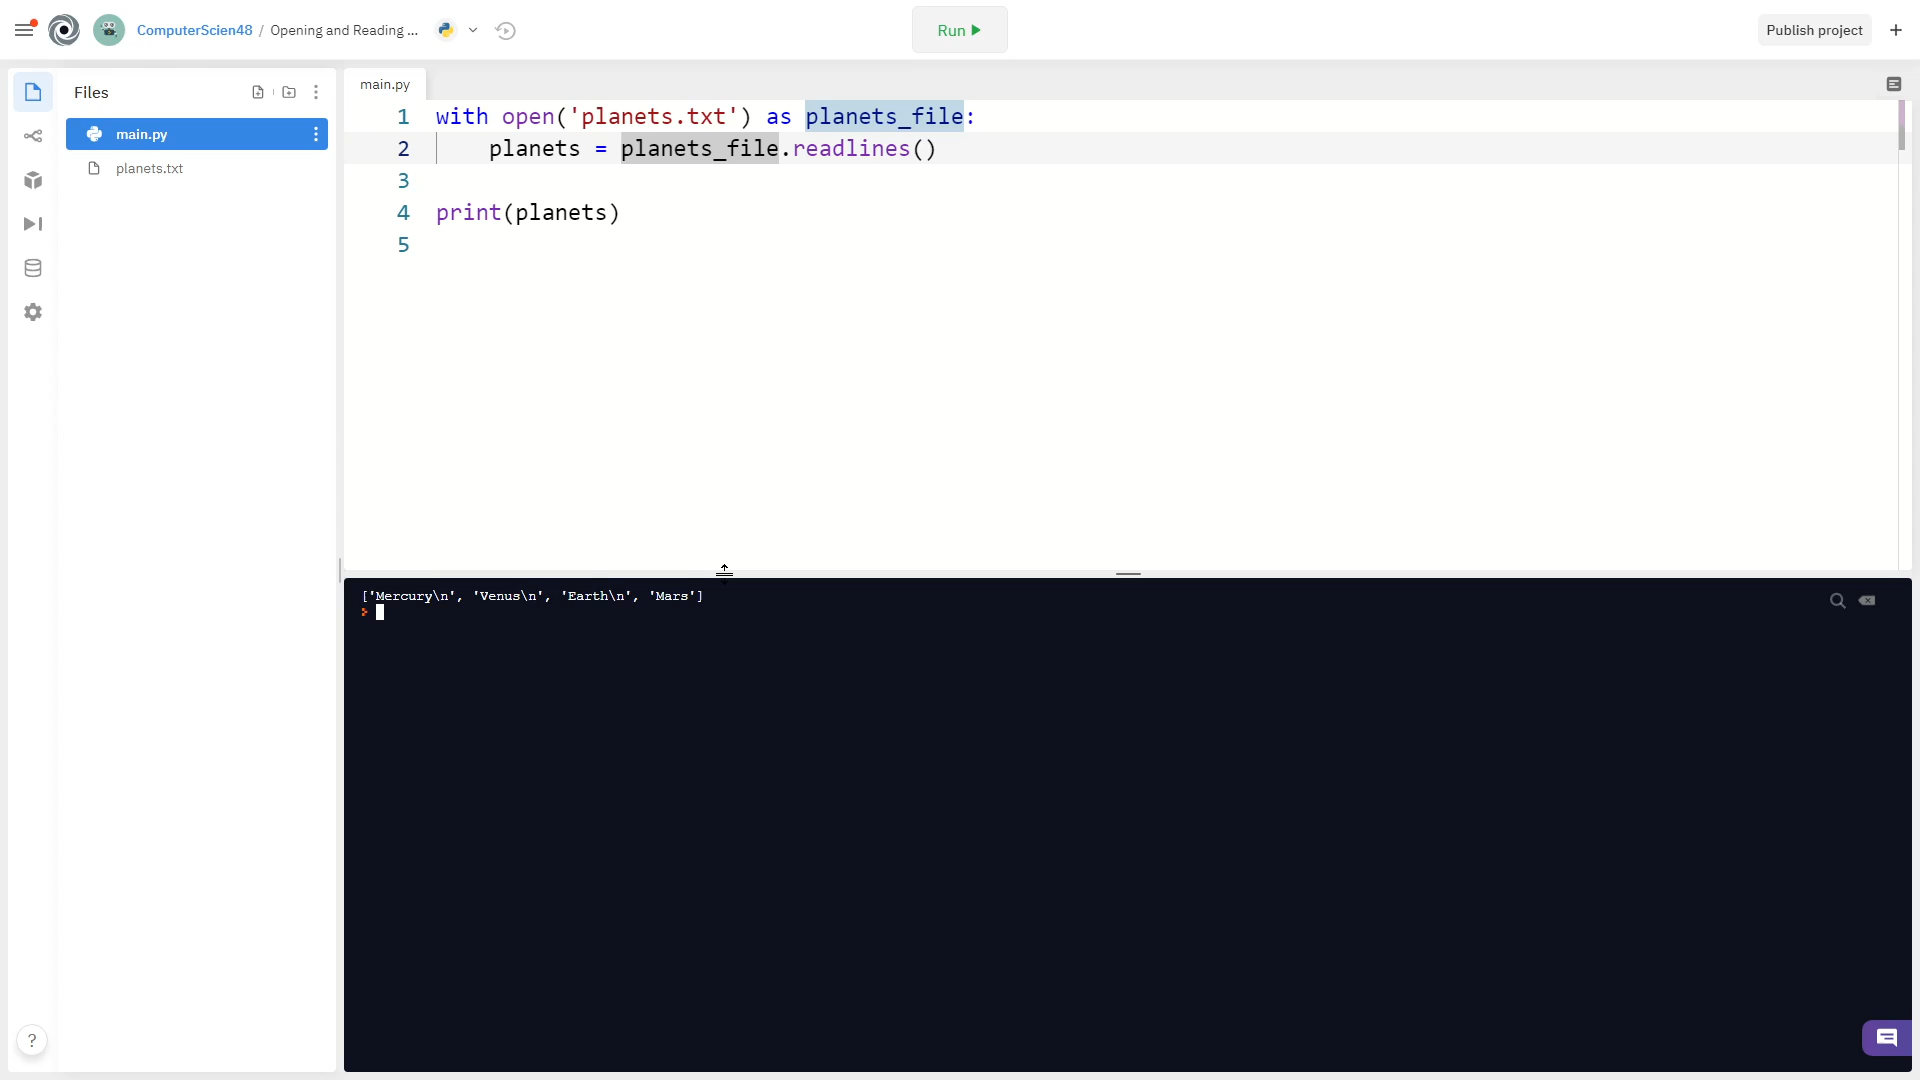 ComputerScien48 / Opening and Reading ...
Run
Publish project
Files
main.py
planets.txt
main.py
1 with open('planets.txt') as planets_file:
2     planets = planets_file.readlines()
3
4 print(planets)
5
['Mercury\n', 'Venus\n', 'Earth\n', 'Mars']
?